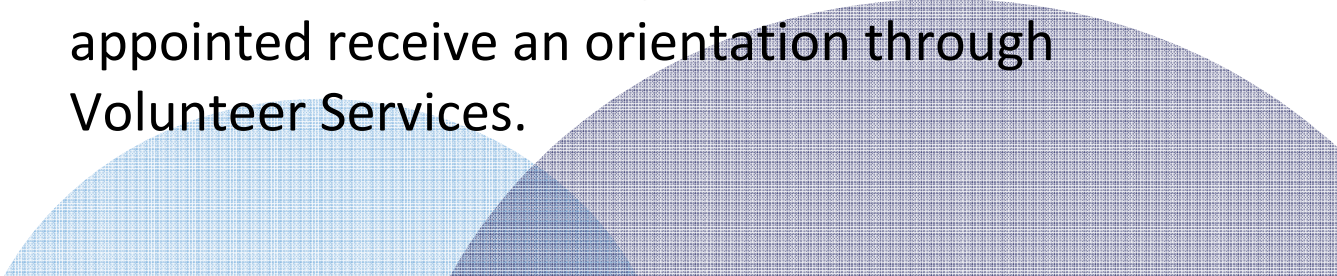 appointed receive an orientation through
Volunteer Services.